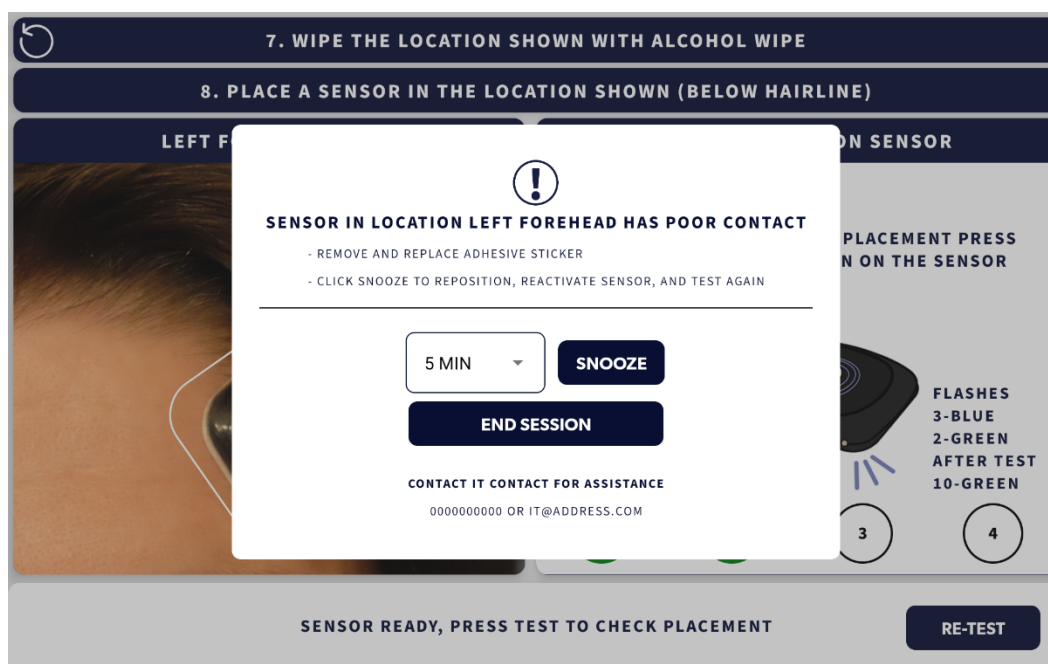 7. WIPE THE LOCATION SHOWN WITH ALCOHOL WIPE
8. PLACE A SENSOR IN THE LOCATION SHOWN (BELOW HAIRLINE)
LEFT F
ON SENSOR
SENSOR IN LOCATION LEFT FOREHEAD HAS POOR CONTACT
- REMOVE AND REPLACE ADHESIVE STICKER
- CLICK SNOOZE TO REPOSITION, REACTIVATE SENSOR, AND TEST AGAIN
5 MIN
SNOOZE
END SESSION
CONTACT IT CONTACT FOR ASSISTANCE
0000000000 OR IT@ADDRESS.COM
PLACEMENT PRESS
N ON THE SENSOR
FLASHES
3-BLUE
2-GREEN
AFTER TEST
10-GREEN
3
4
SENSOR READY, PRESS TEST TO CHECK PLACEMENT
RE-TEST